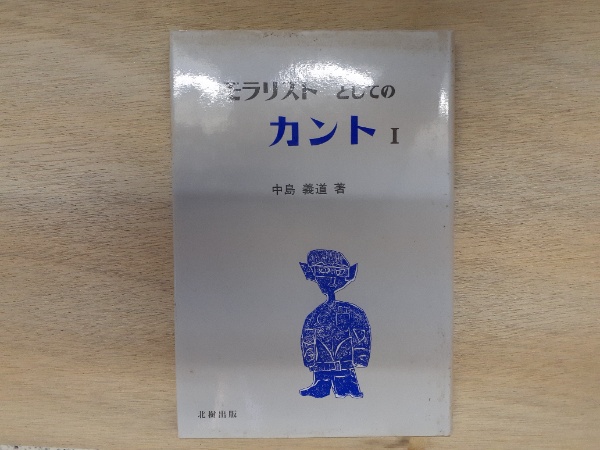 モラリストとしての
カント I
中島 義道 著
北樹出版